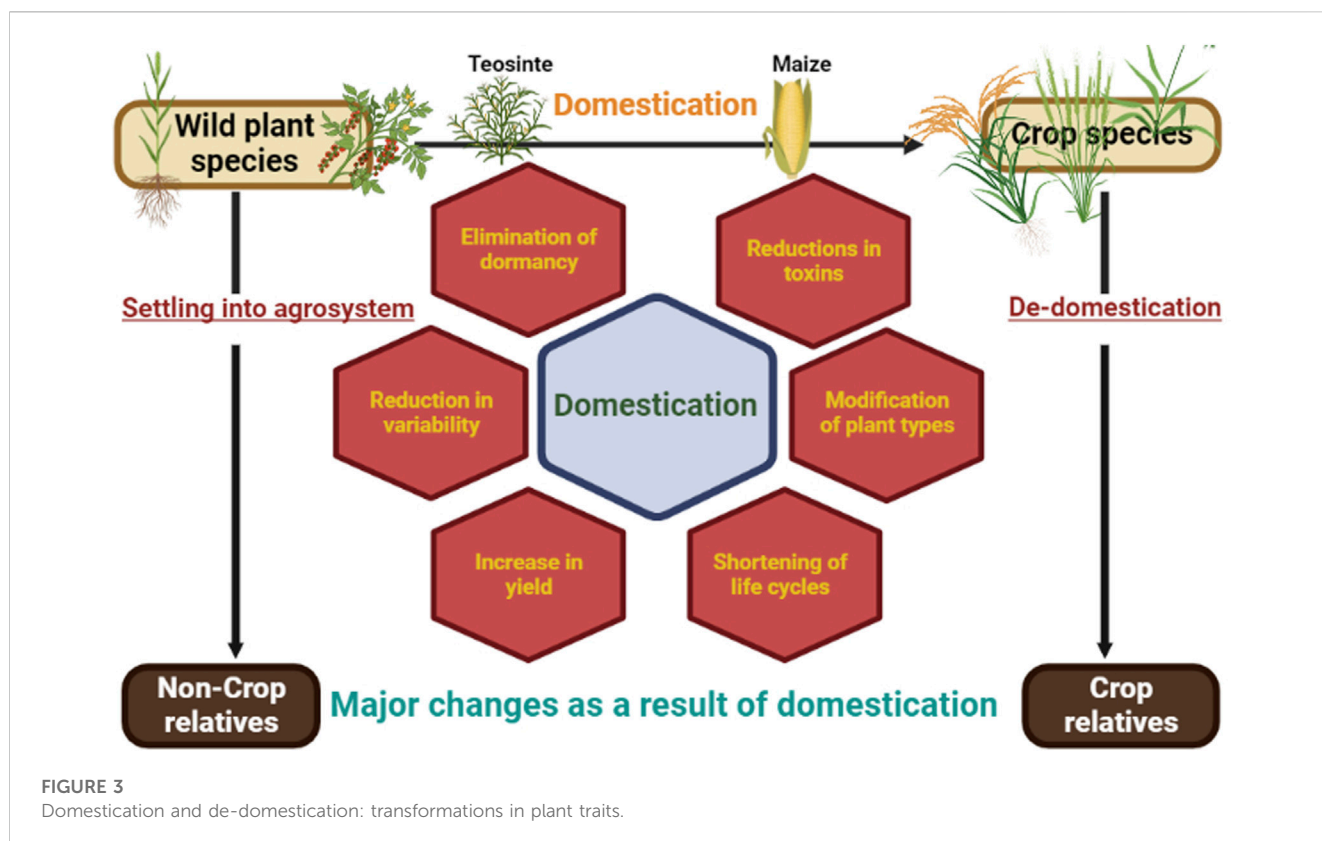 Teosinte
Maize
Domestication
Wild plant
species
Crop species
Elimination of
dormancy
Reductions in
toxins
Settling into agrosystem
De-domestication
Reduction in
variability
Domestication
Modification
of plant types
Increase in
yield
Shortening of
life cycles
Non-Crop
relatives
Major changes as a result of domestication
Crop
relatives
FIGURE 3
Domestication and de-domestication: transformations in plant traits.